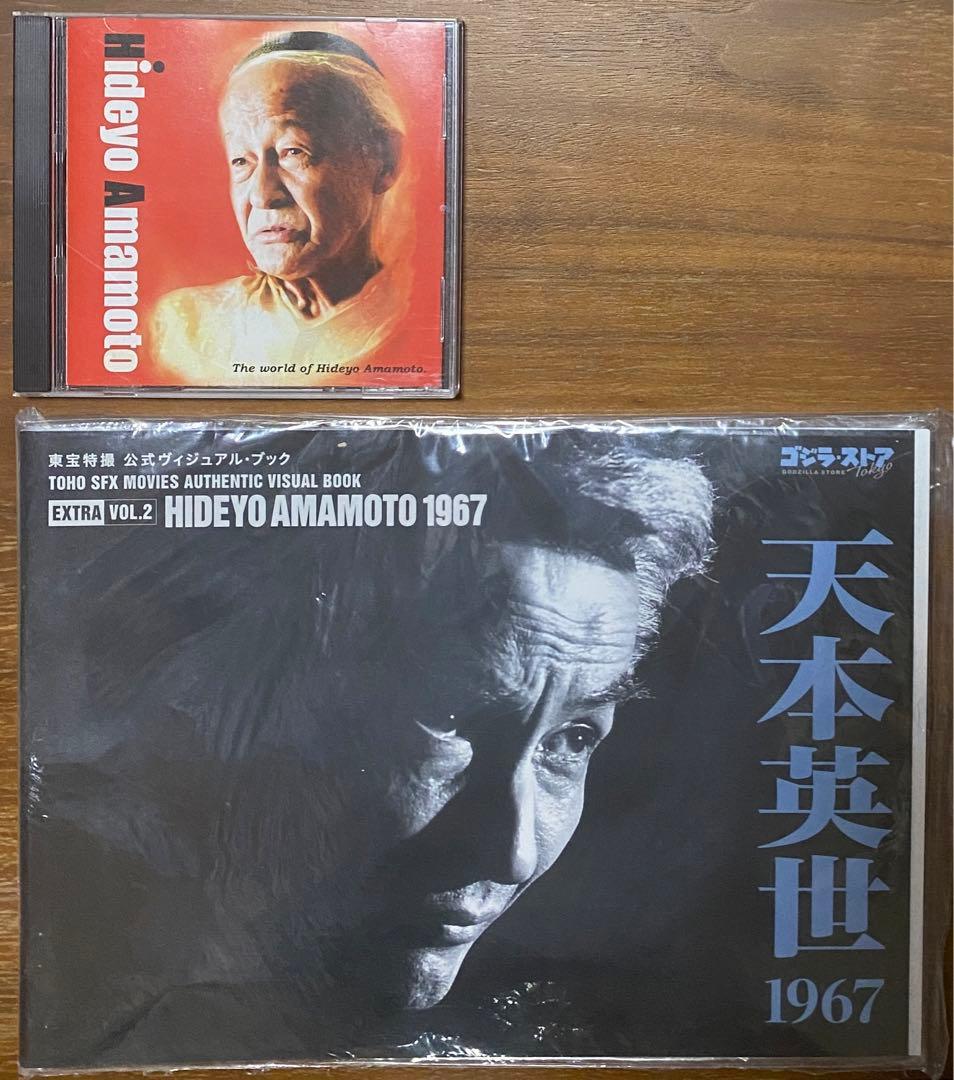 Hideyo Amamoto
The world of Hideyo Amamoto.
東宝特撮 公式ヴィジュアル・ブック
TOHO SFX MOVIES AUTHENTIC VISUAL BOOK
EXTRA VOL.2 HIDEYO AMAMOTO 1967
ゴジラ・ストア
GODZILLA STORE Tokyo
天本英世
1967